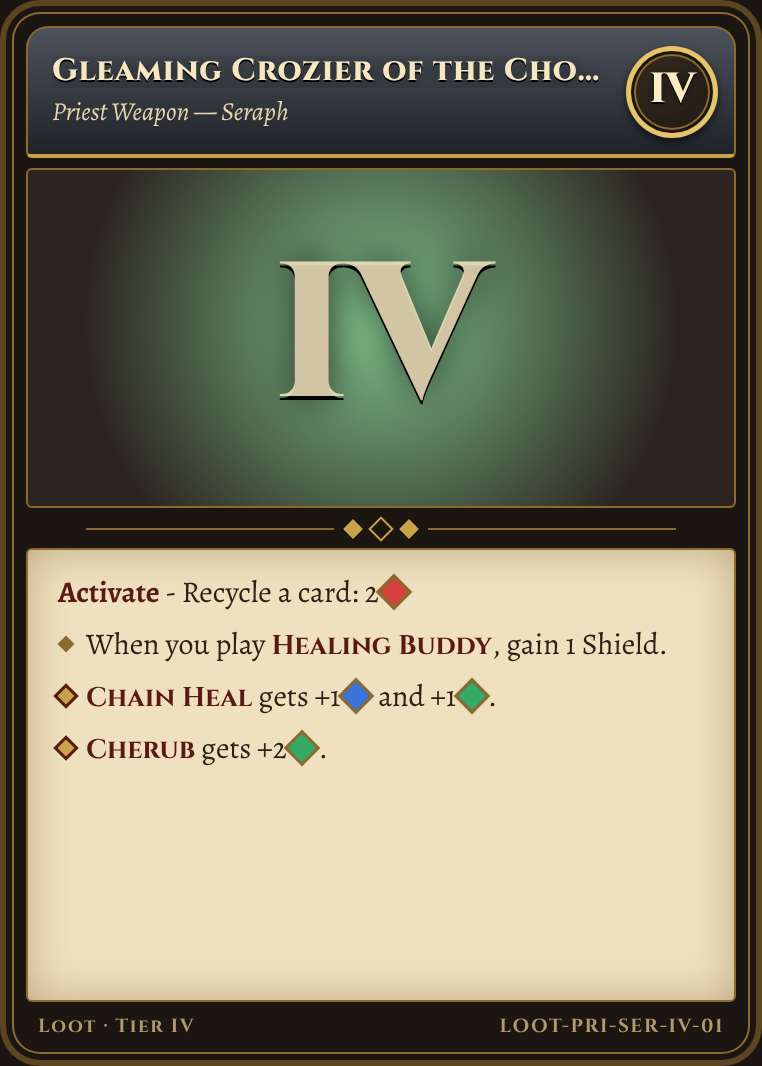 Gleaming Crozier of the Cho...
IV
Priest Weapon — Seraph
IV
Activate - Recycle a card: 2
When you play Healing Buddy, gain 1 Shield.
Chain Heal gets +1 and +1.
Cherub gets +2.
Loot · Tier IV
LOOT-PRI-SER-IV-01